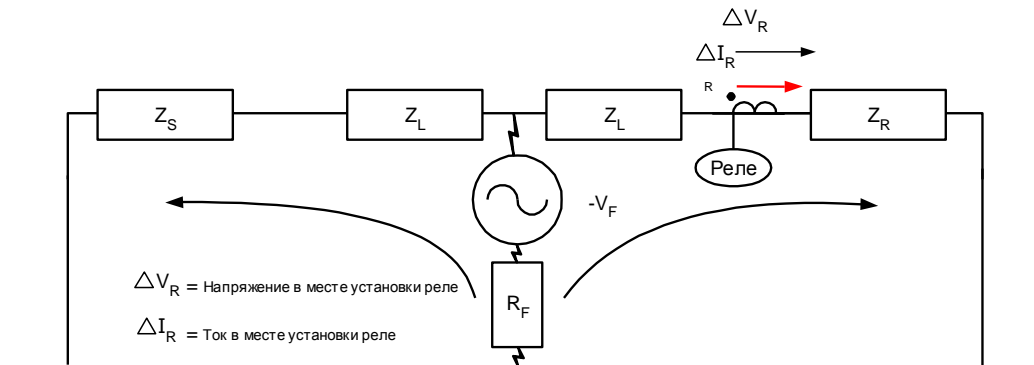 △V_R
△I_R
R
Z_S
Z_L
Z_L
Z_R
Реле
-V_F
△V_R = Напряжение в месте установки реле
R_F
△I_R = Ток в месте установки реле